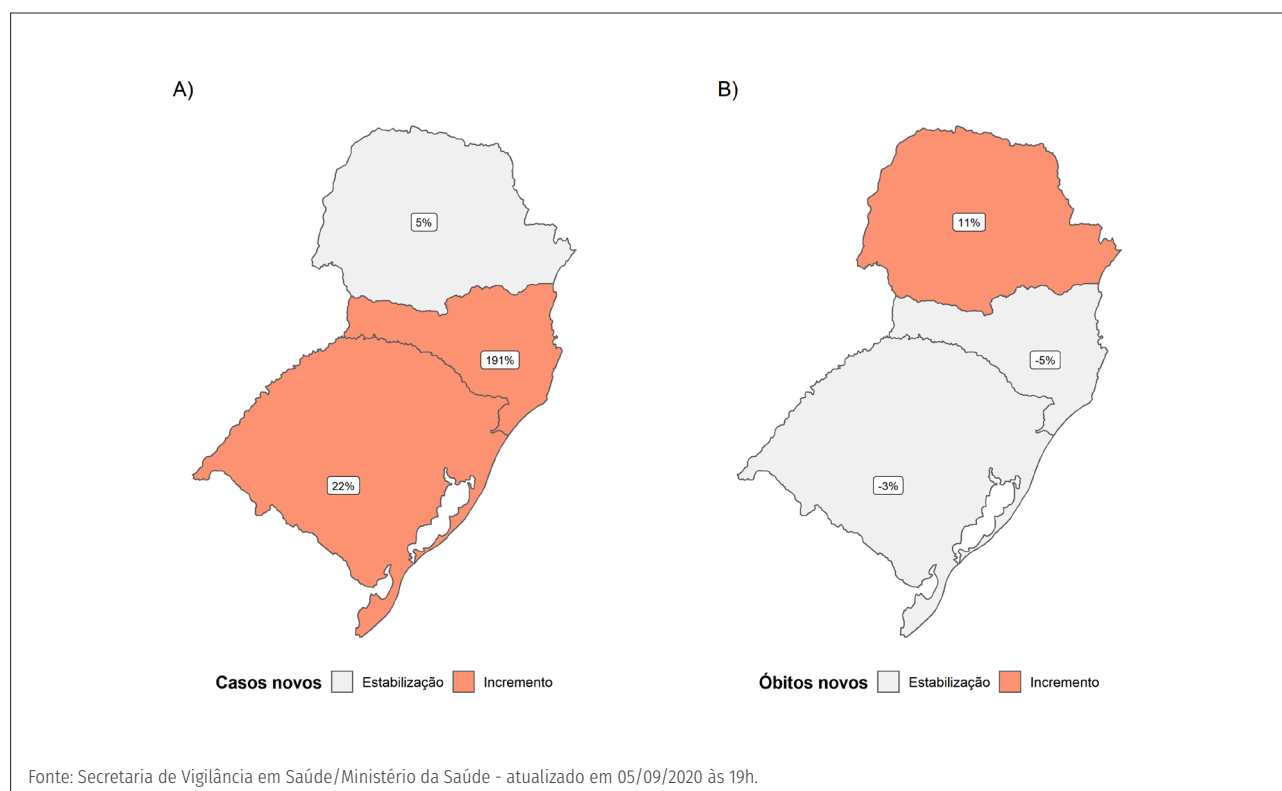 A)
B)
5%
11%
191%
-5%
22%
-3%
Casos novos Estabilização Incremento
Óbitos novos Estabilização Incremento
Fonte: Secretaria de Vigilância em Saúde/Ministério da Saúde - atualizado em 05/09/2020 às 19h.